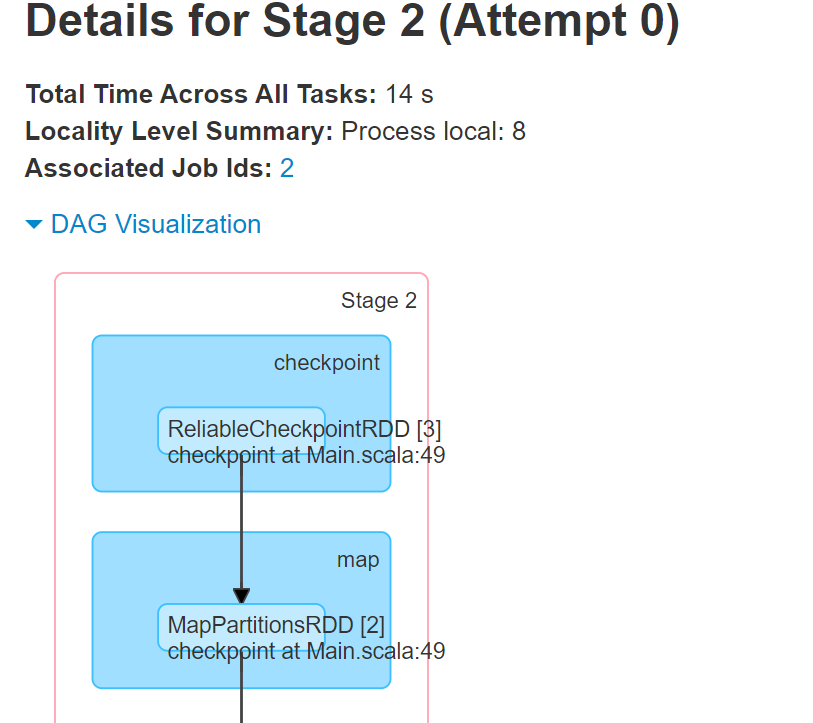 Details for Stage 2 (Attempt 0)
Total Time Across All Tasks: 14 s
Locality Level Summary: Process local: 8
Associated Job Ids: 2
DAG Visualization
Stage 2
checkpoint
ReliableCheckpointRDD [3]
checkpoint at Main.scala:49
map
MapPartitionsRDD [2]
checkpoint at Main.scala:49